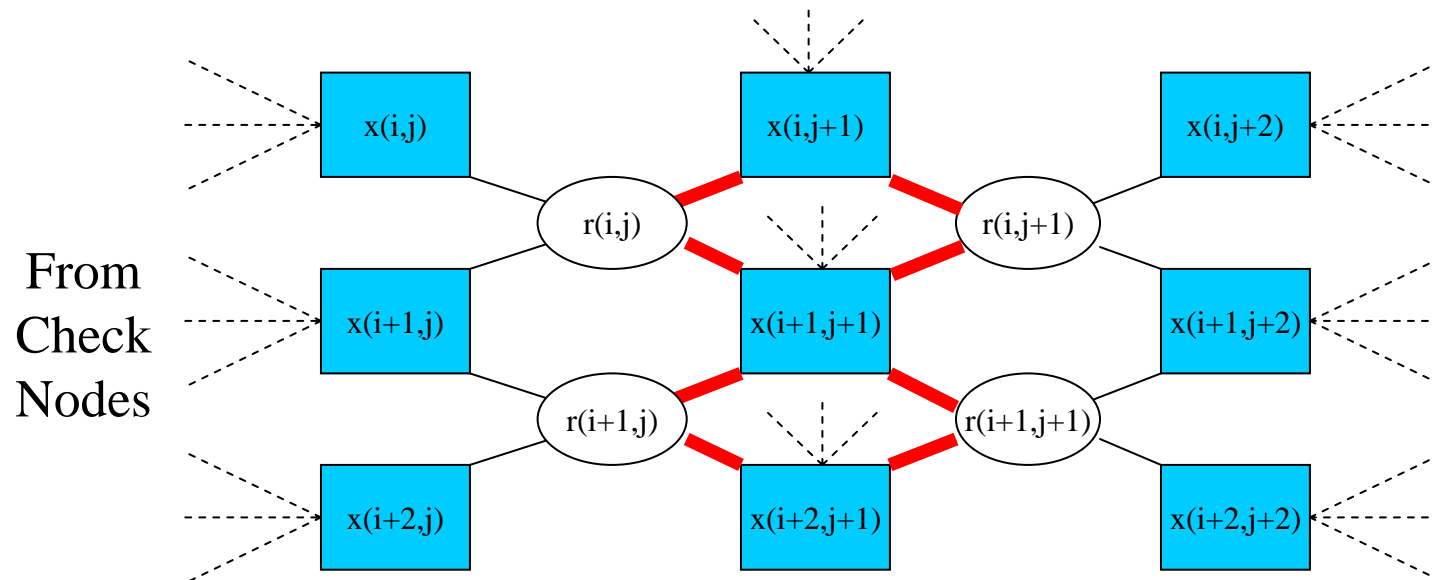 x(i,j)
x(i,j+1)
x(i,j+2)
r(i,j)
r(i,j+1)
From
Check
Nodes
x(i+1,j)
x(i+1,j+1)
x(i+1,j+2)
r(i+1,j)
r(i+1,j+1)
x(i+2,j)
x(i+2,j+1)
x(i+2,j+2)